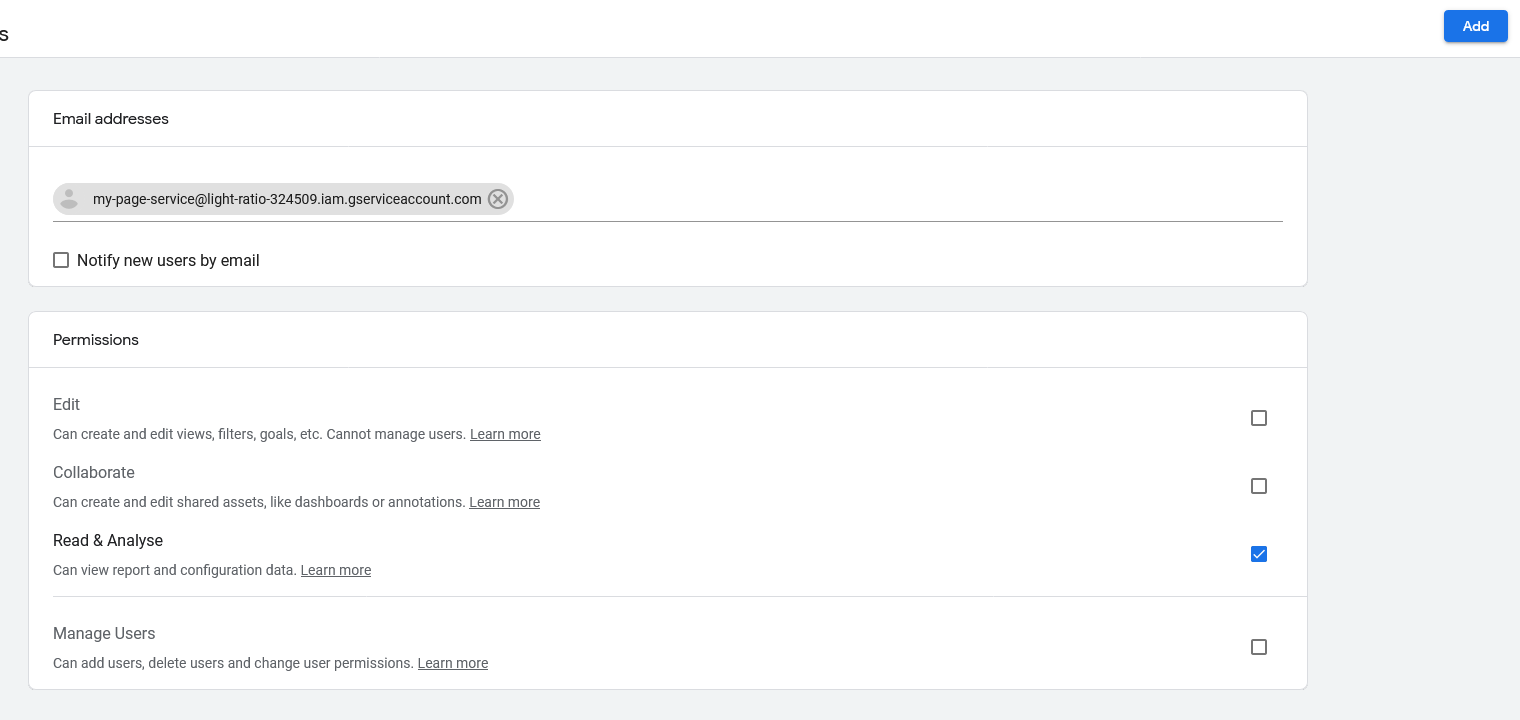 s
Add
Email addresses
my-page-service@light-ratio-324509.iam.gserviceaccount.com
Notify new users by email
Permissions
Edit
Can create and edit views, filters, goals, etc. Cannot manage users. Learn more
Collaborate
Can create and edit shared assets, like dashboards or annotations. Learn more
Read & Analyse
Can view report and configuration data. Learn more
Manage Users
Can add users, delete users and change user permissions. Learn more